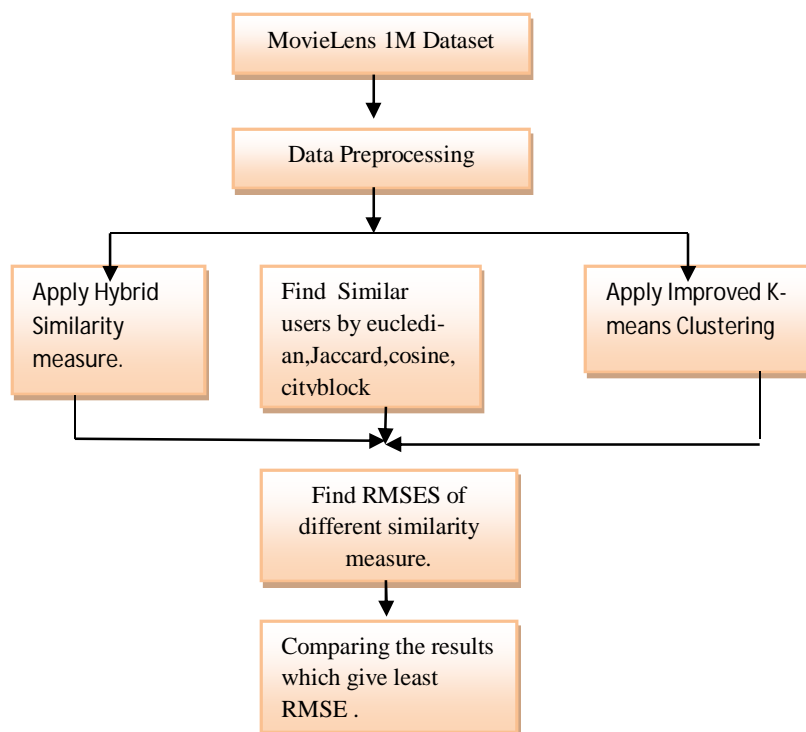 MovieLens 1M Dataset
Data Preprocessing
Apply Hybrid
Similarity
measure.
Find Similar
users by eucledi-
an,Jaccard,cosine,
cityblock
Apply Improved K-
means Clustering
Find RMSES of
different similarity
measure.
Comparing the results
which give least
RMSE .